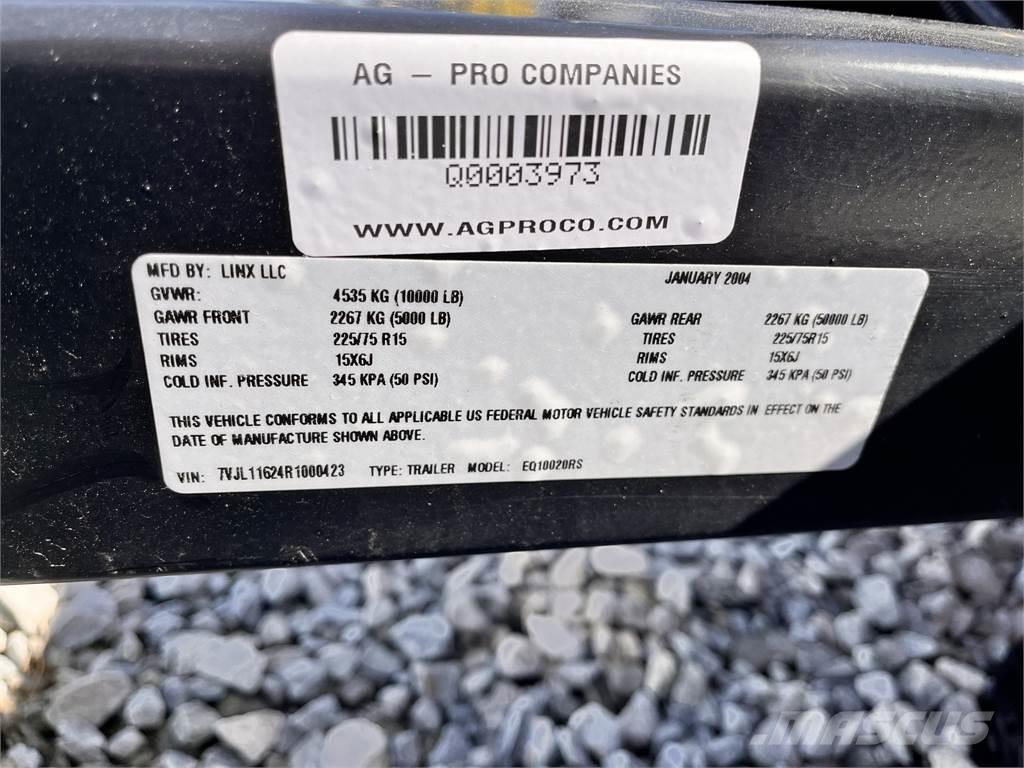 AG – PRO COMPANIES
Q0003973
WWW.AGPROCO.COM
MFD BY: LINX LLC JANUARY 2004
GVWR: 4535 KG (10000 LB)
GAWR FRONT 2267 KG (5000 LB) GAWR REAR 2267 KG (50000 LB)
TIRES 225/75 R15 TIRES 225/75R15
RIMS 15X6J RIMS 15X6J
COLD INF. PRESSURE 345 KPA (50 PSI) COLD INF. PRESSURE 345 KPA (50 PSI)
THIS VEHICLE CONFORMS TO ALL APPLICABLE US FEDERAL MOTOR VEHICLE SAFETY STANDARDS IN EFFECT ON THE
DATE OF MANUFACTURE SHOWN ABOVE.
VIN: 7VJL11624R1000423 TYPE: TRAILER MODEL: EQ10020RS
MASCUS